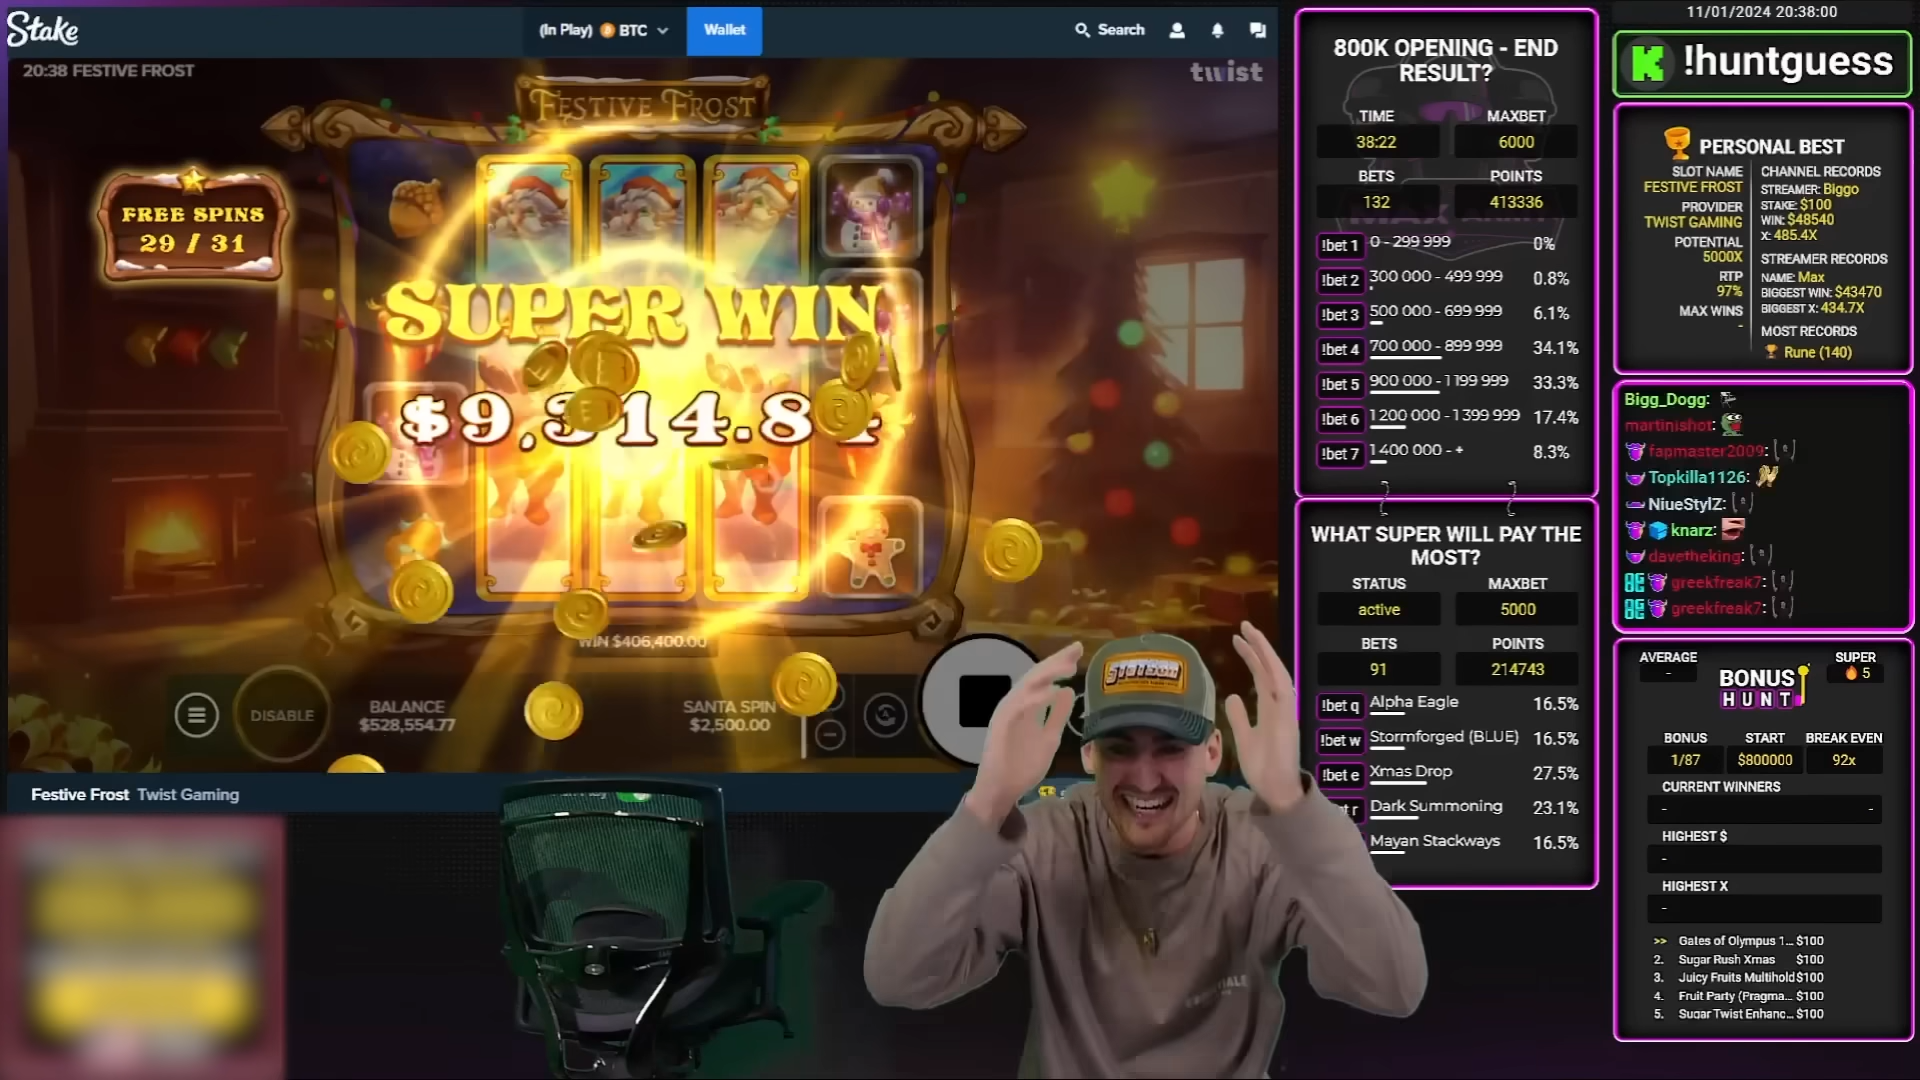 Stake
(In Play) BTC
Wallet
Search
20:38 FESTIVE FROST
twist
FESTIVE FROST
FREE SPINS
29 / 31
SUPER WIN
WIN $406,400.00
DISABLE
BALANCE
$528,554.77
SANTA SPIN
$2,500.00
Festive Frost Twist Gaming
800K OPENING - END
RESULT?
TIME
MAXBET
38:22
6000
BETS
POINTS
132
413336
!bet 1 0 - 299 999 0%
!bet 2 300 000 - 499 999 0.8%
!bet 3 500 000 - 699 999 6.1%
!bet 4 700 000 - 899 999 34.1%
!bet 5 900 000 - 1 199 999 33.3%
!bet 6 1 200 000 - 1 399 999 17.4%
!bet 7 1 400 000 - + 8.3%
WHAT SUPER WILL PAY THE
MOST?
STATUS
MAXBET
active
5000
BETS
POINTS
91
214743
!bet q Alpha Eagle 16.5%
!bet w Stormforged (BLUE) 16.5%
!bet e Xmas Drop 27.5%
Dark Summoning 23.1%
Mayan Stackways 16.5%
11/01/2024 20:38:00
!huntguess
PERSONAL BEST
SLOT NAME
FESTIVE FROST
PROVIDER
TWIST GAMING
POTENTIAL
5000X
RTP
97%
MAX WINS
-
CHANNEL RECORDS
STREAMER: Biggo
STAKE: $100
WIN: $48540
X: 485.4X
STREAMER RECORDS
NAME: Max
BIGGEST WIN: $43470
BIGGEST X: 434.7X
MOST RECORDS
Rune (140)
Bigg_Dogg:
martinishot:
fapmaster2009:
Topkilla1126:
NiueStylZ:
knarz:
davetheking:
greekfreak7:
greekfreak7:
AVERAGE
-
BONUS
HUNT
SUPER
5
BONUS
START
BREAK EVEN
1/87
$800000
92x
CURRENT WINNERS
- -
HIGHEST $
-
HIGHEST X
-
>> Gates of Olympus 1... $100
2. Sugar Rush Xmas $100
3. Juicy Fruits Multihold $100
4. Fruit Party (Pragma... $100
5. Sugar Twist Enhanc... $100